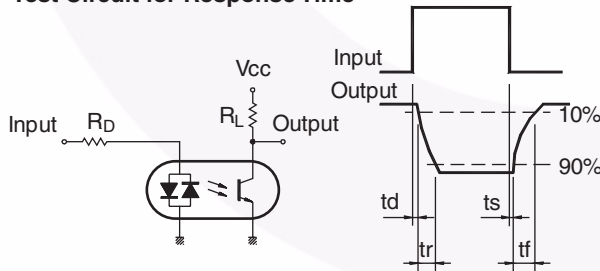 Test Circuit for Response Time
Input
Output
10%
90%
td
ts
tr
tf
Vcc
RL
Output
Input
RD